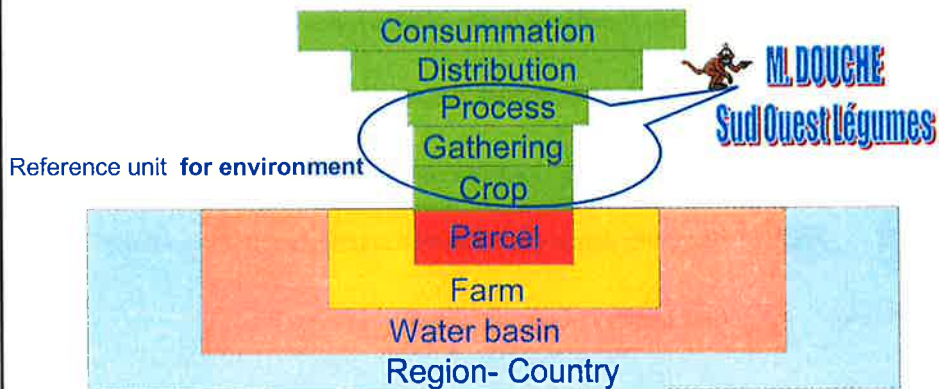 Consummation
Distribution
Process
Gathering
Crop
M. DOUCHE
Sud Ouest Légumes
Reference unit for environment
Parcel
Farm
Water basin
Region- Country